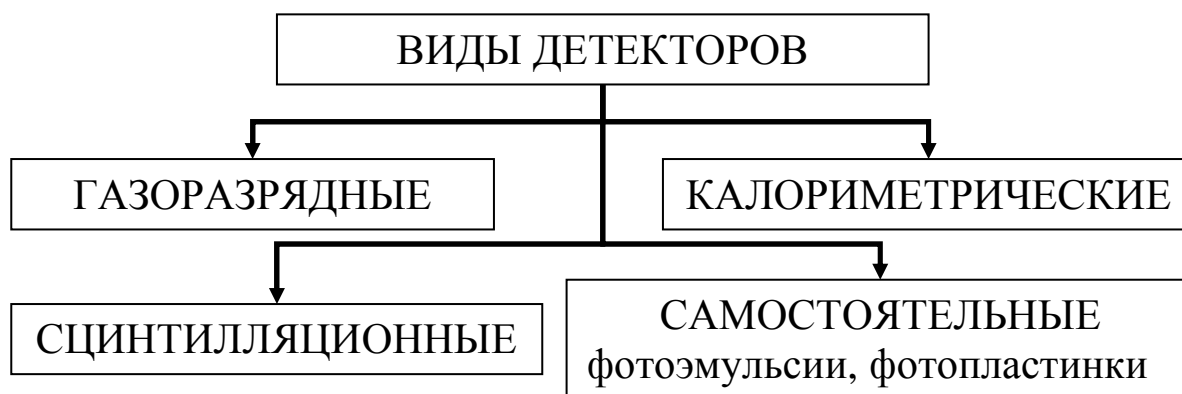 ВИДЫ ДЕТЕКТОРОВ
ГАЗОРАЗРЯДНЫЕ
КАЛОРИМЕТРИЧЕСКИЕ
СЦИНТИЛЛЯЦИОННЫЕ
САМОСТОЯТЕЛЬНЫЕ
фотоэмульсии, фотопластинки